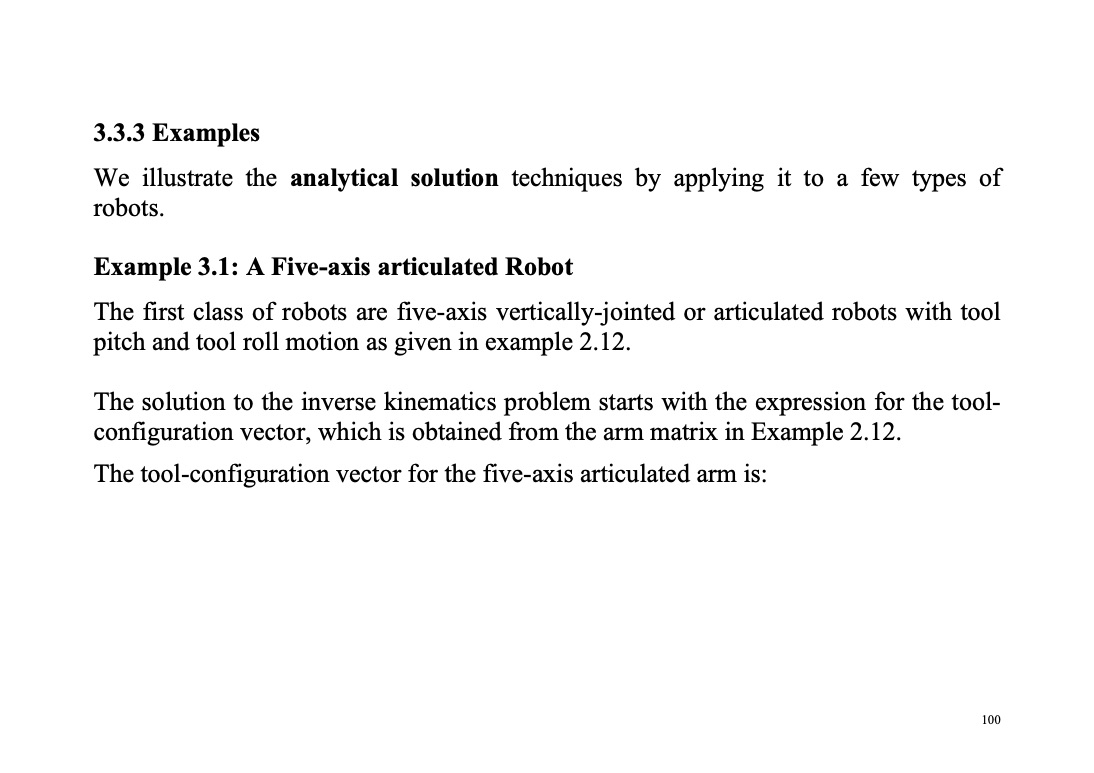 3.3.3 Examples
We illustrate the analytical solution techniques by applying it to a few types of
robots.
Example 3.1: A Five-axis articulated Robot
The first class of robots are five-axis vertically-jointed or articulated robots with tool
pitch and tool roll motion as given in example 2.12.
The solution to the inverse kinematics problem starts with the expression for the tool-
configuration vector, which is obtained from the arm matrix in Example 2.12.
The tool-configuration vector for the five-axis articulated arm is:
100